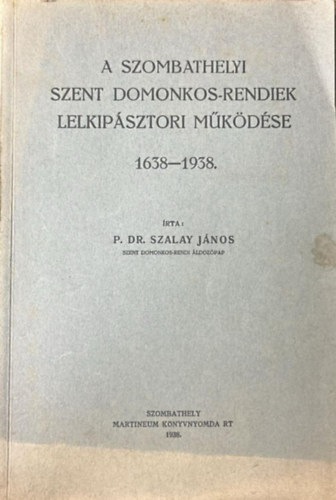 A SZOMBATHELYI
SZENT DOMONKOS-RENDIEK
LELKIPÁSZTORI MŰKÖDÉSE
1638—1938.
ÍRTA:
P. DR. SZALAY JÁNOS
SZENT DOMONKOS-RENDI ÁLDOZÓPAP
SZOMBATHELY
MARTINEUM KÖNYVNYOMDA RT